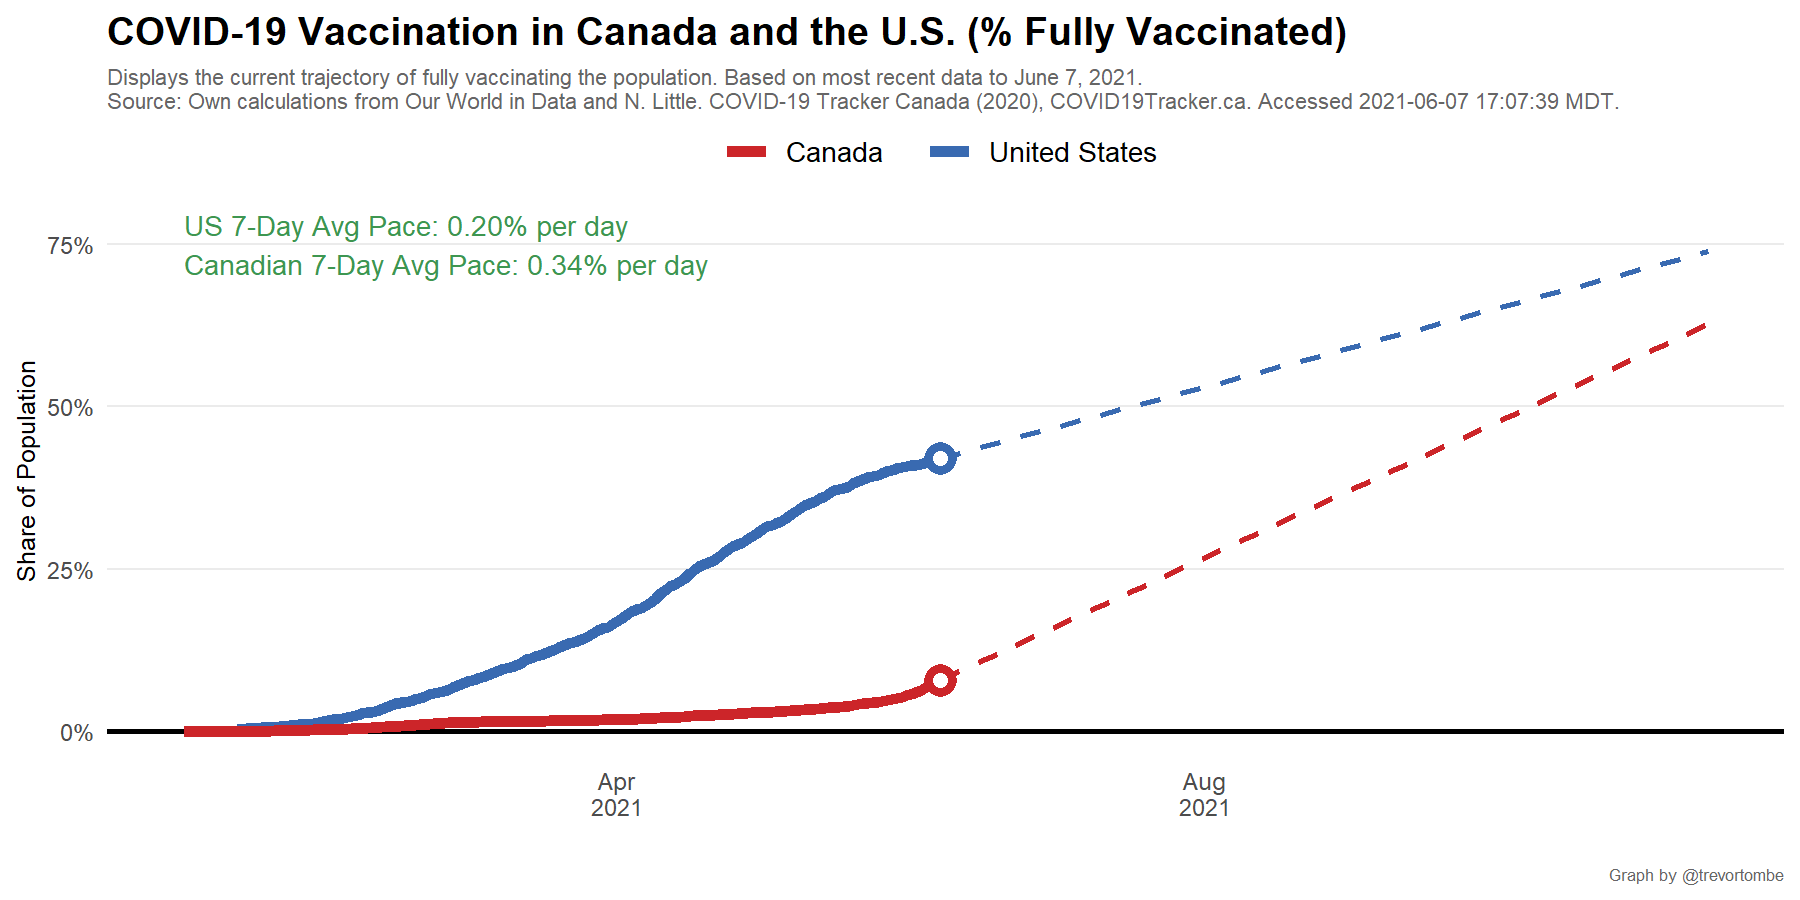 COVID-19 Vaccination in Canada and the U.S. (% Fully Vaccinated)
Displays the current trajectory of fully vaccinating the population. Based on most recent data to June 7, 2021.
Source: Own calculations from Our World in Data and N. Little. COVID-19 Tracker Canada (2020), COVID19Tracker.ca. Accessed 2021-06-07 17:07:39 MDT.
Canada
United States
US 7-Day Avg Pace: 0.20% per day
Canadian 7-Day Avg Pace: 0.34% per day
75%
50%
25%
0%
Share of Population
Apr
2021
Aug
2021
Graph by @trevortombe